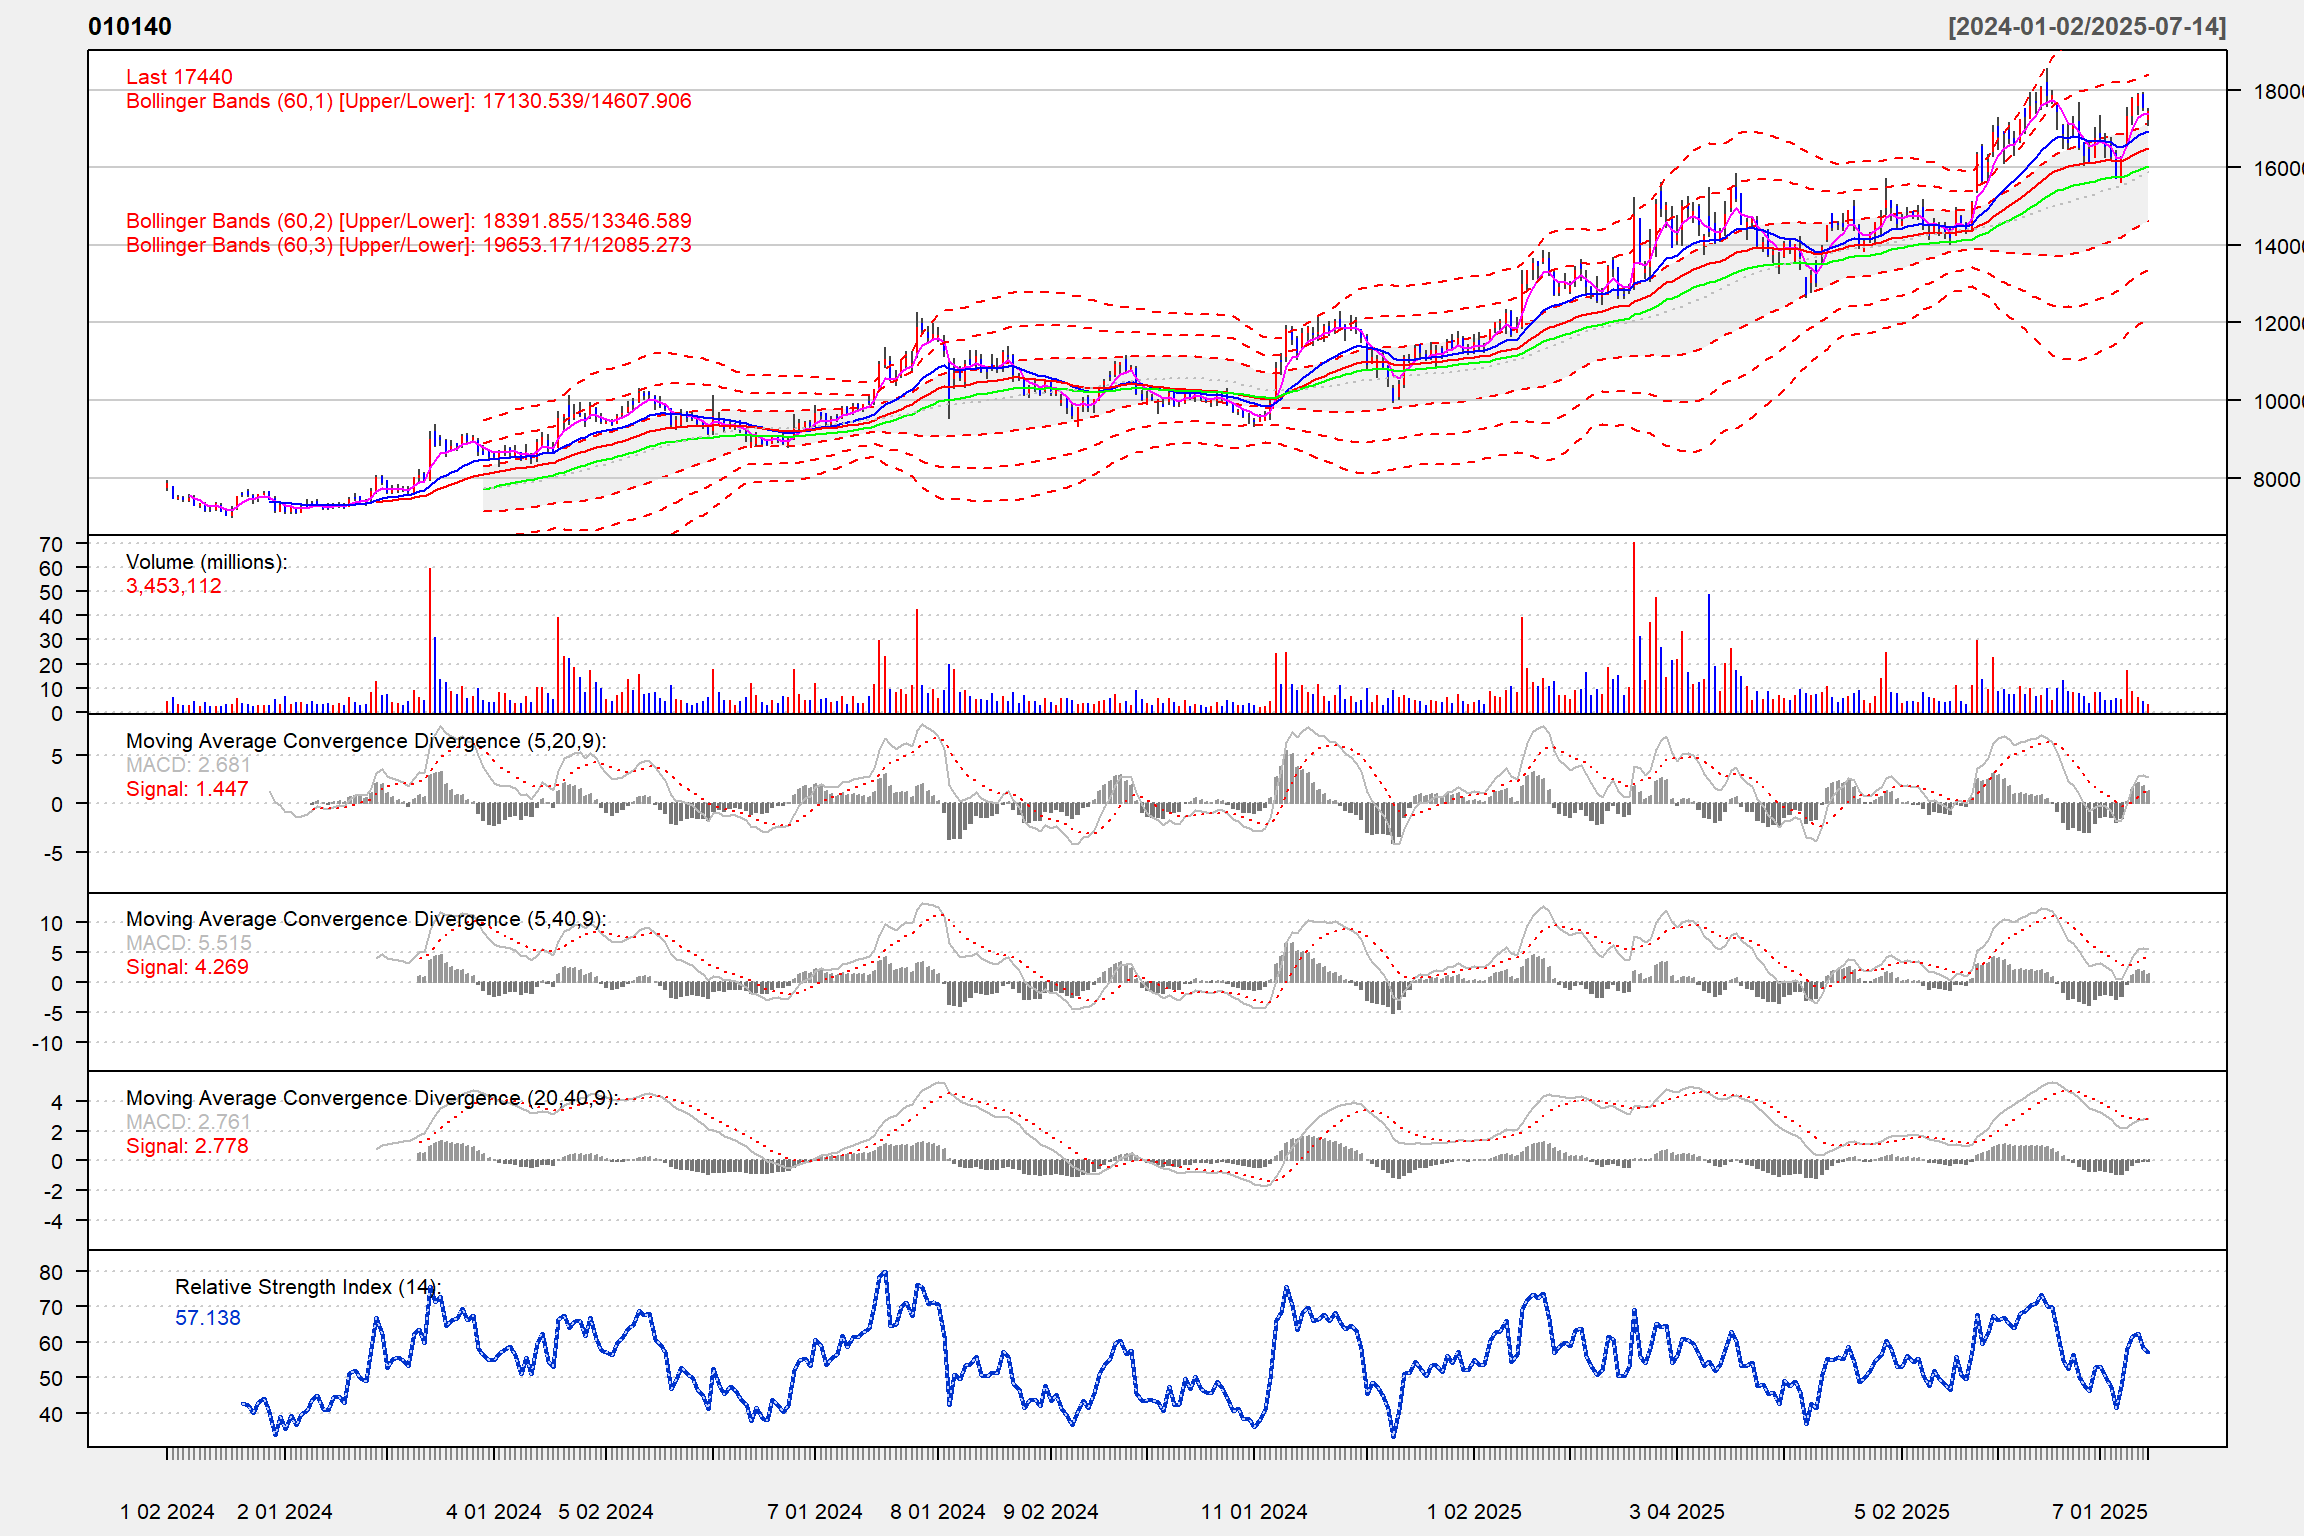 010140
[2024-01-02/2025-07-14]
Last 17440
Bollinger Bands (60,1) [Upper/Lower]: 17130.539/14607.906
Bollinger Bands (60,2) [Upper/Lower]: 18391.855/13346.589
Bollinger Bands (60,3) [Upper/Lower]: 19653.171/12085.273
18000
16000
14000
12000
10000
8000
70
60
50
40
30
20
10
0
Volume (millions):
3,453,112
5
0
-5
Moving Average Convergence Divergence (5,20,9):
MACD: 2.681
Signal: 1.447
10
5
0
-5
-10
Moving Average Convergence Divergence (5,40,9):
MACD: 5.515
Signal: 4.269
4
2
0
-2
-4
Moving Average Convergence Divergence (20,40,9):
MACD: 2.761
Signal: 2.778
80
70
60
50
40
Relative Strength Index (14):
57.138
1 02 2024
2 01 2024
4 01 2024
5 02 2024
7 01 2024
8 01 2024
9 02 2024
11 01 2024
1 02 2025
3 04 2025
5 02 2025
7 01 2025